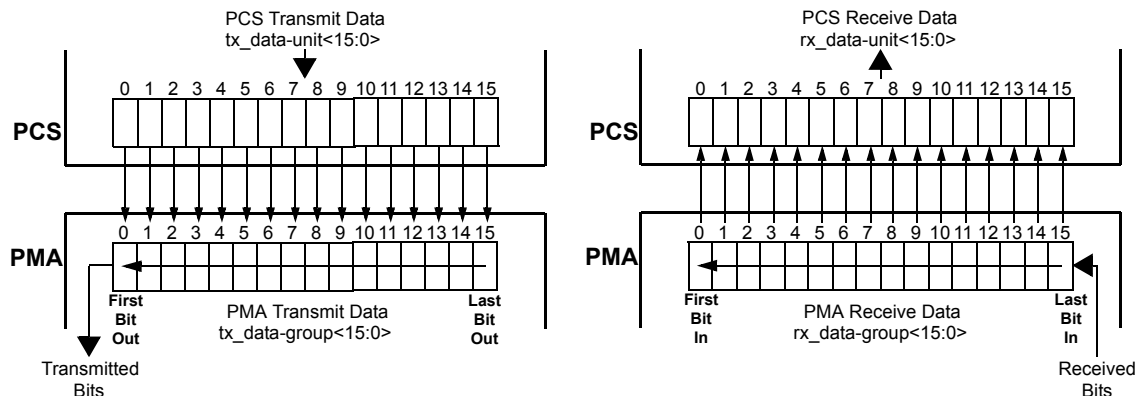 PCS Transmit Data
tx_data-unit<15:0>
0 1 2 3 4 5 6 7 8 9 10 11 12 13 14 15
PCS
PMA
0 1 2 3 4 5 6 7 8 9 10 11 12 13 14 15
First
Bit
Out
PMA Transmit Data
tx_data-group<15:0>
Last
Bit
Out
Transmitted
Bits
PCS Receive Data
rx_data-unit<15:0>
0 1 2 3 4 5 6 7 8 9 10 11 12 13 14 15
PCS
PMA
0 1 2 3 4 5 6 7 8 9 10 11 12 13 14 15
First
Bit
In
PMA Receive Data
rx_data-group<15:0>
Last
Bit
In
Received
Bits